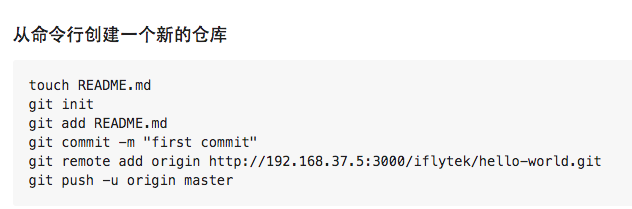 从命令行创建一个新的仓库
touch README.md
git init
git add README.md
git commit -m "first commit"
git remote add origin http://192.168.37.5:3000/iflytek/hello-world.git
git push -u origin master